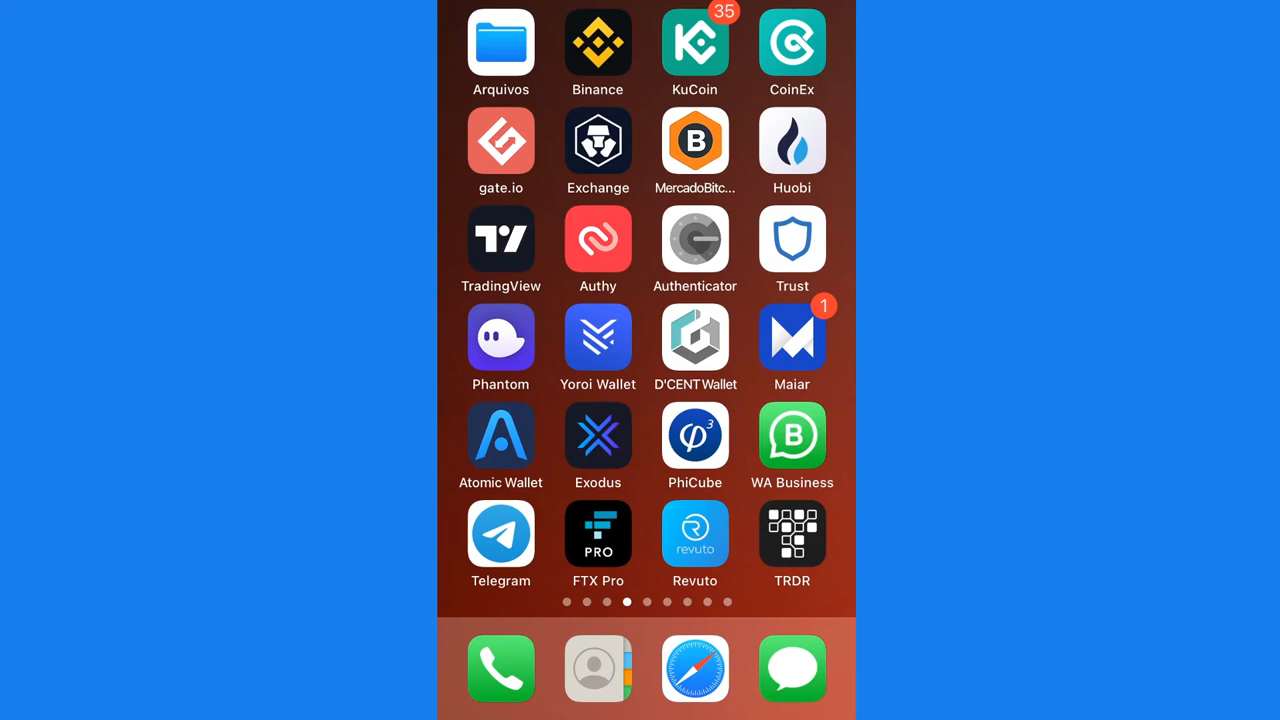 35
Arquivos Binance KuCoin CoinEx
gate.io Exchange MercadoBitc... Huobi
TradingView Authy Authenticator Trust
1
Phantom Yoroi Wallet D'CENT Wallet Maiar
Atomic Wallet Exodus PhiCube WA Business
PRO revuto
Telegram FTX Pro Revuto TRDR